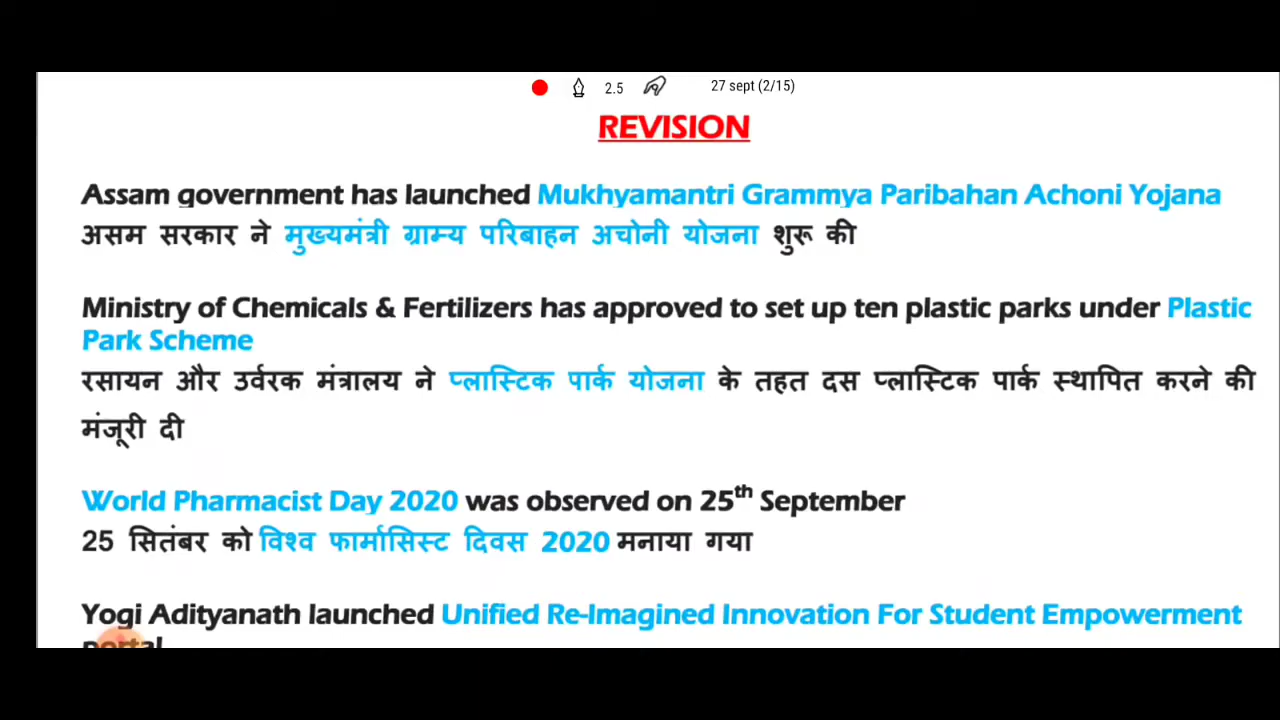 2.5 27 sept (2/15)
REVISION
Assam government has launched Mukhyamantri Grammya Paribahan Achoni Yojana
असम सरकार ने मुख्यमंत्री ग्राम्य परिबाहन अचोनी योजना शुरू की
Ministry of Chemicals & Fertilizers has approved to set up ten plastic parks under Plastic
Park Scheme
रसायन और उर्वरक मंत्रालय ने प्लास्टिक पार्क योजना के तहत दस प्लास्टिक पार्क स्थापित करने की
मंजूरी दी
World Pharmacist Day 2020 was observed on 25th September
25 सितंबर को विश्व फार्मासिस्ट दिवस 2020 मनाया गया
Yogi Adityanath launched Unified Re-Imagined Innovation For Student Empowerment
portal